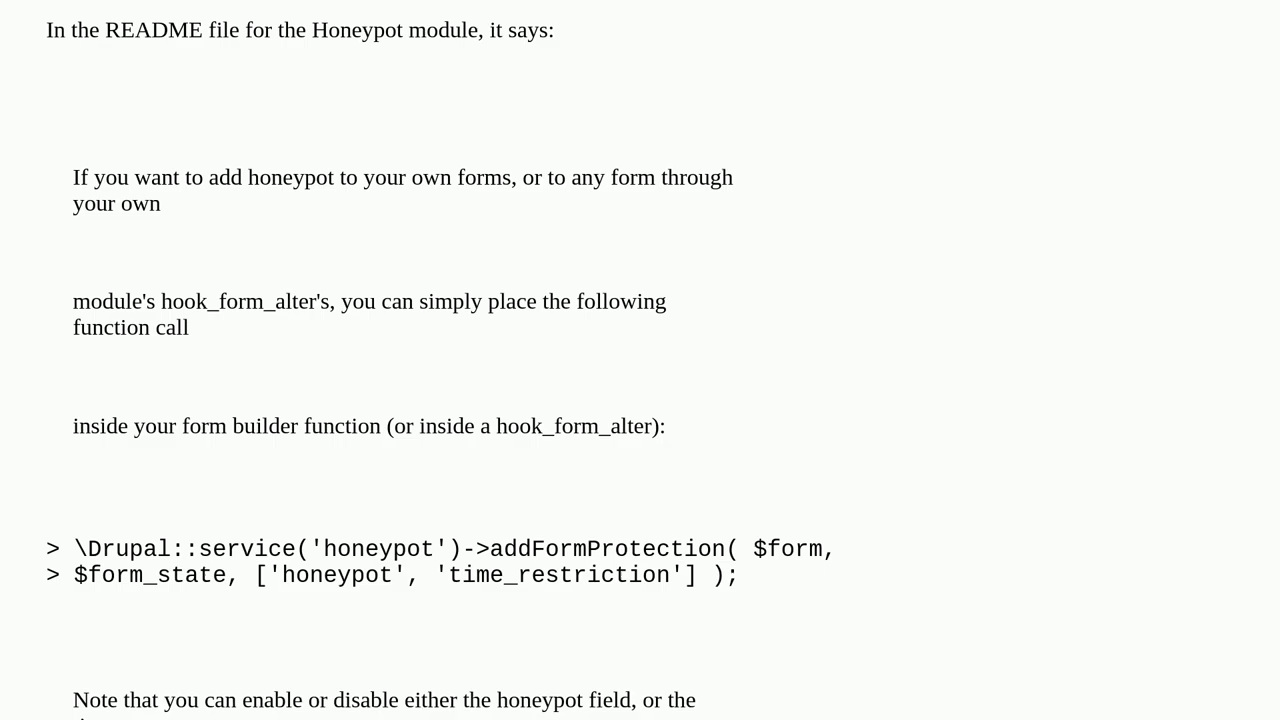 In the README file for the Honeypot module, it says:
If you want to add honeypot to your own forms, or to any form through
your own
module's hook_form_alter's, you can simply place the following
function call
inside your form builder function (or inside a hook_form_alter):
> \Drupal::service('honeypot')->addFormProtection( $form,
> $form_state, ['honeypot', 'time_restriction'] );
Note that you can enable or disable either the honeypot field, or the